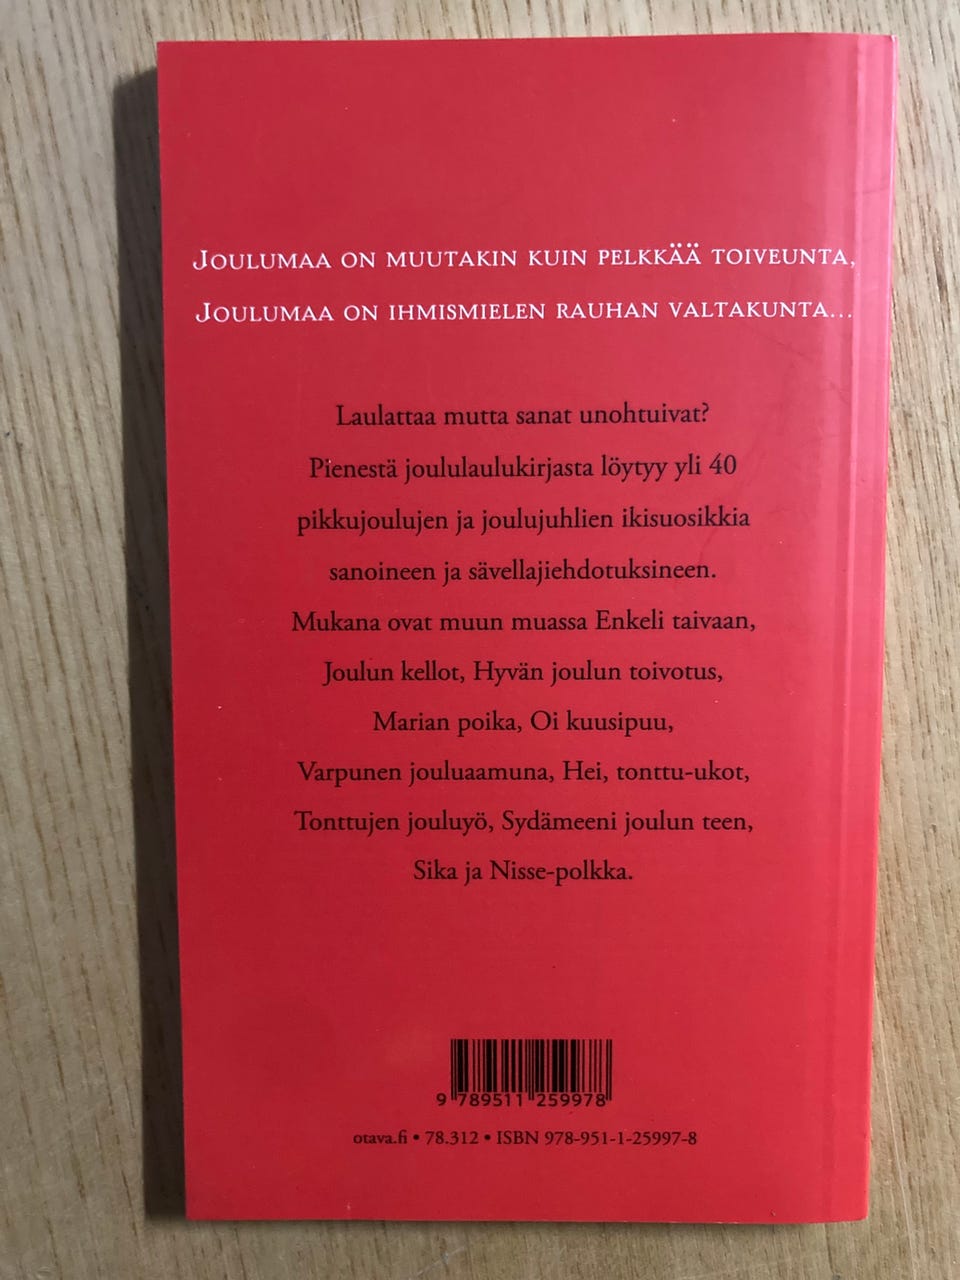 Joulumaa on muutakin kuin pelkkää toiveunta,
Joulumaa on ihmismielen rauhan valtakunta...
Laulattaa mutta sanat unohtuivat?
Pienestä joululaulukirjasta löytyy yli 40
pikkujoulujen ja joulujuhlien ikisuosikkia
sanoineen ja sävellajiehdotuksineen.
Mukana ovat muun muassa Enkeli taivaan,
Joulun kellot, Hyvän joulun toivotus,
Marian poika, Oi kuusipuu,
Varpunen jouluaamuna, Hei, tonttu-ukot,
Tonttujen jouluyö, Sydämeeni joulun teen,
Sika ja Nisse-polkka.
9 789511 259978
otava.fi • 78.312 • ISBN 978-951-1-25997-8